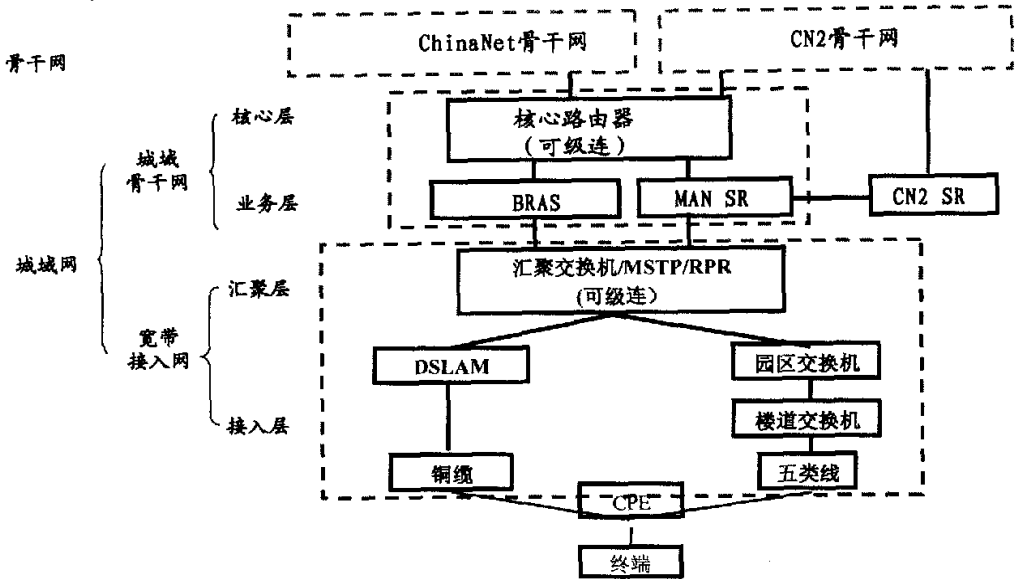 ChinaNet骨干网
CN2骨干网
骨干网
核心层
核心路由器
(可级连)
城域
骨干网
业务层
BRAS
MAN SR
CN2 SR
城域网
汇聚层
汇聚交换机/MSTP/RPR
(可级连)
宽带
接入网
DSLAM
园区交换机
接入层
楼道交换机
铜缆
五类线
CPE
终端